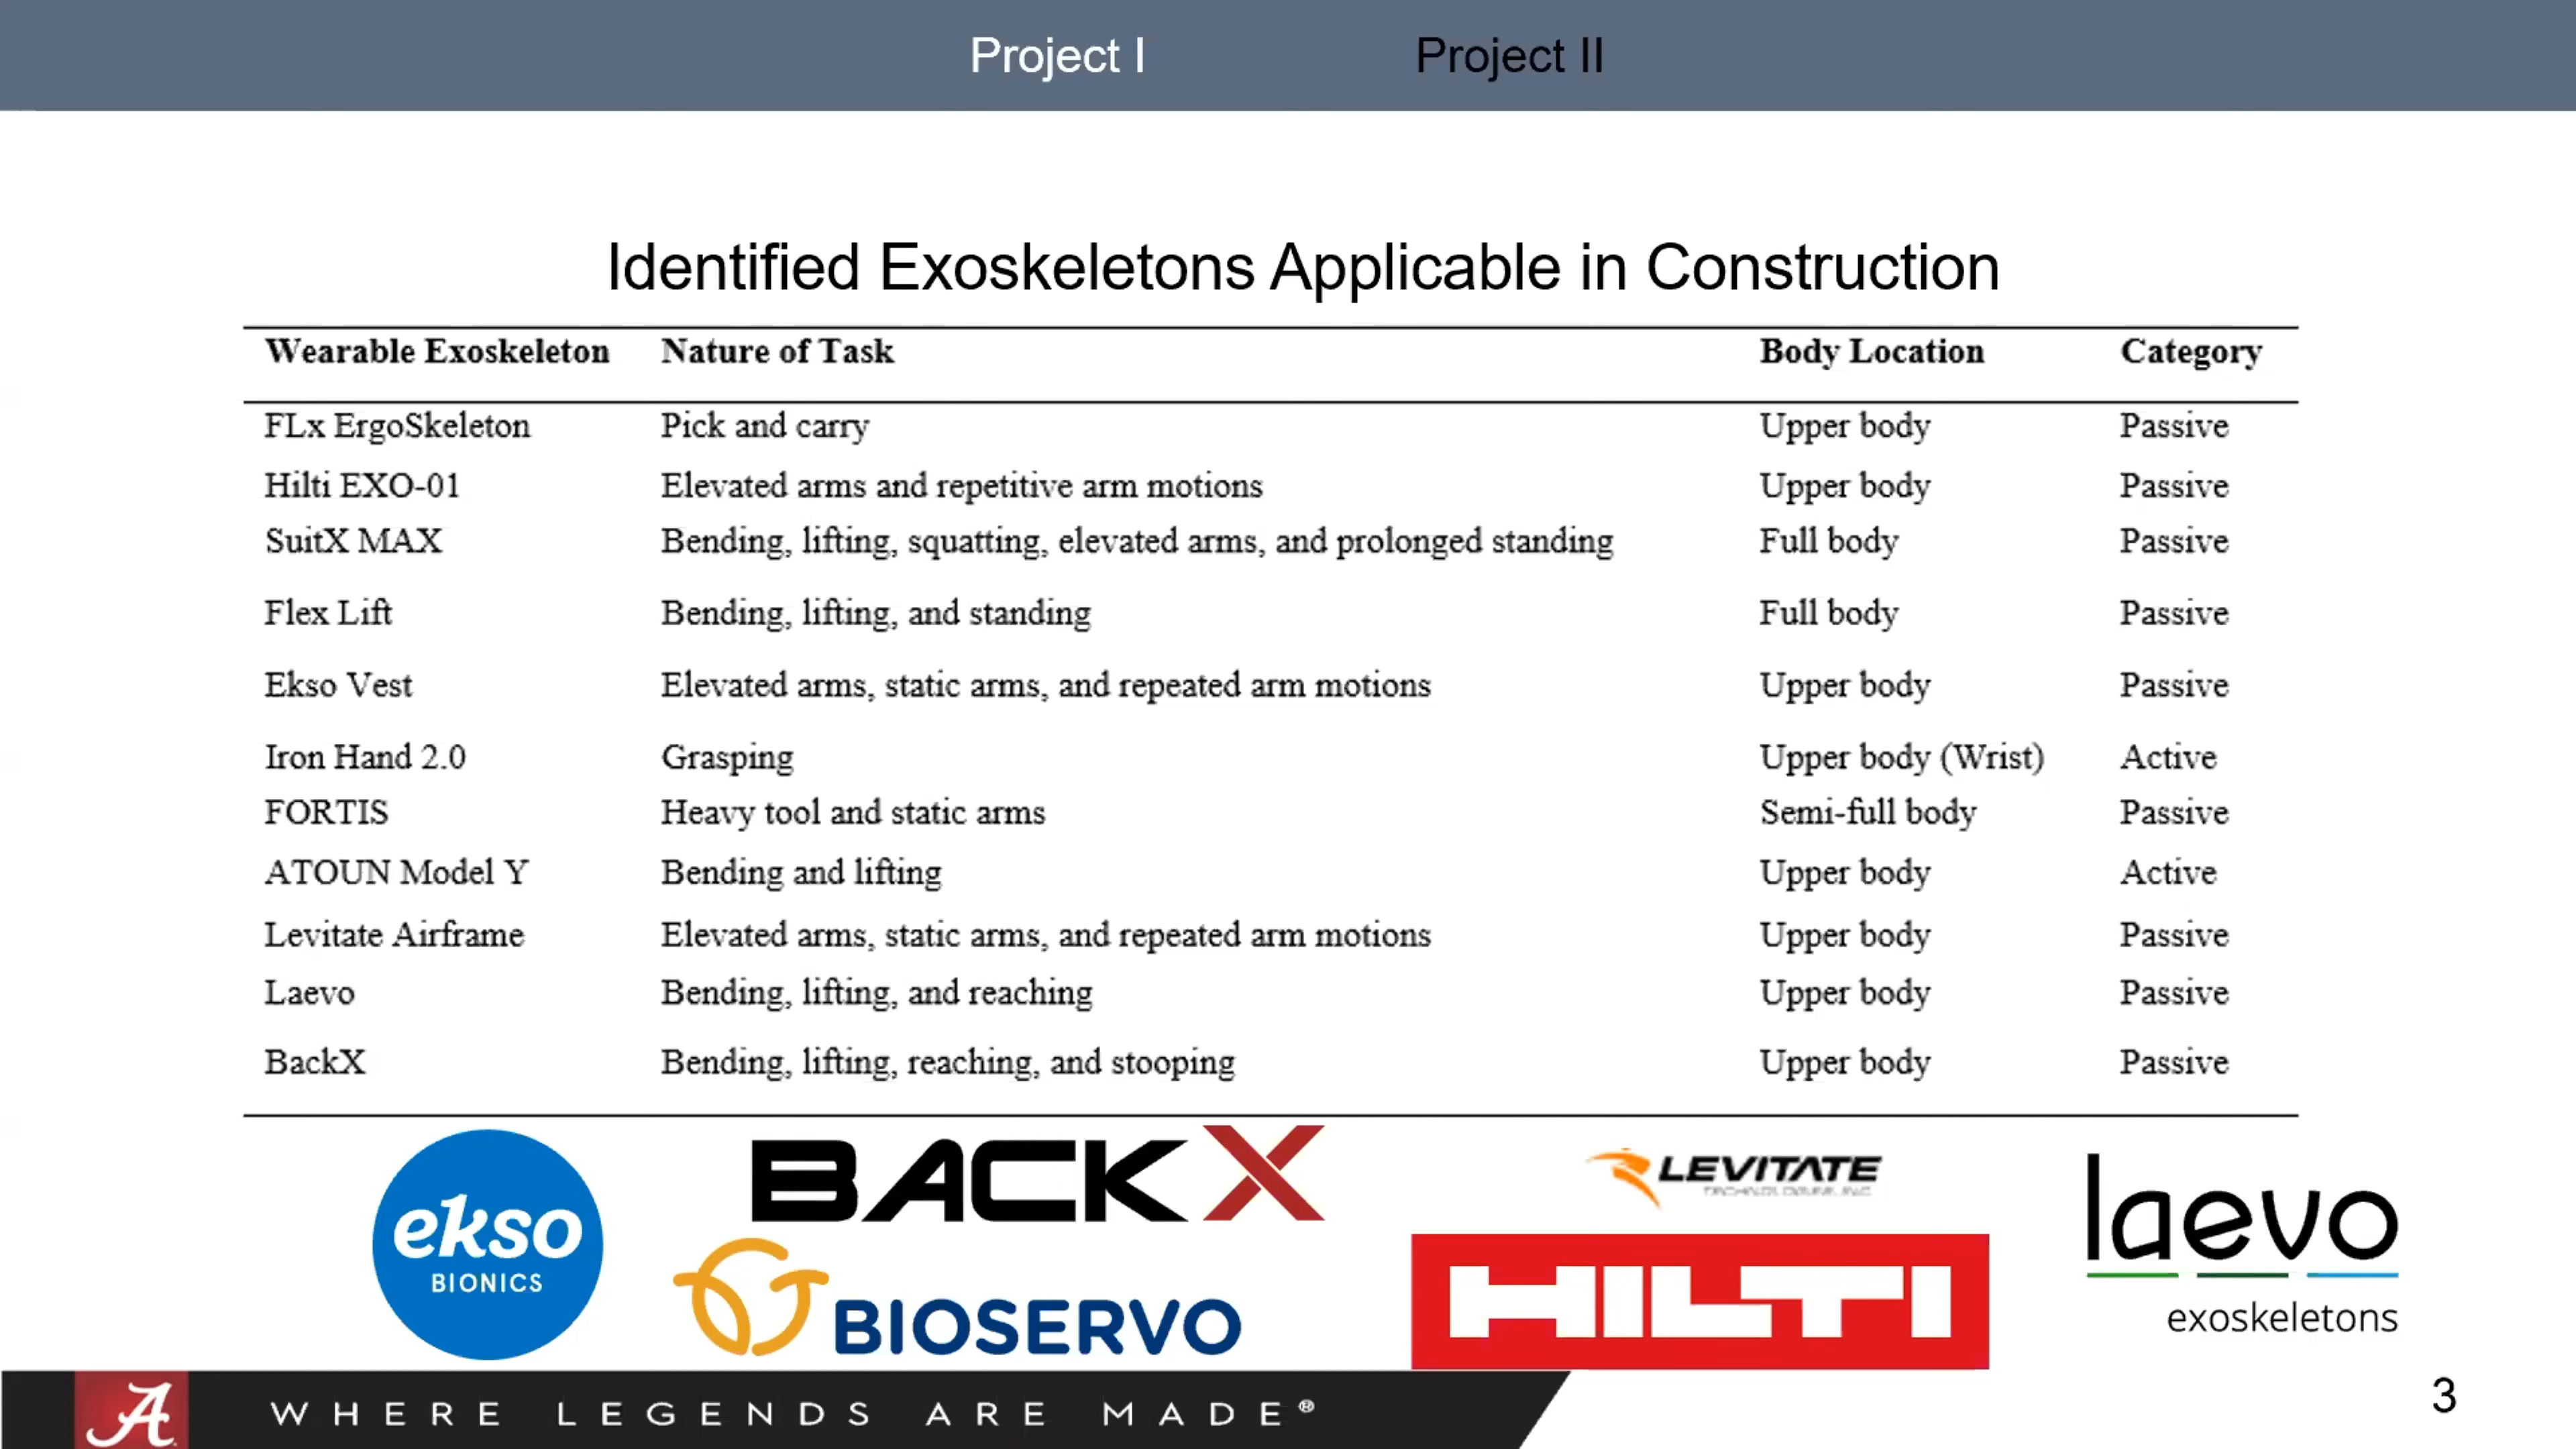 Project I Project II
Identified Exoskeletons Applicable in Construction
Wearable Exoskeleton Nature of Task Body Location Category
FLx ErgoSkeleton Pick and carry Upper body Passive
Hilti EXO-01 Elevated arms and repetitive arm motions Upper body Passive
SuitX MAX Bending, lifting, squatting, elevated arms, and prolonged standing Full body Passive
Flex Lift Bending, lifting, and standing Full body Passive
Ekso Vest Elevated arms, static arms, and repeated arm motions Upper body Passive
Iron Hand 2.0 Grasping Upper body (Wrist) Active
FORTIS Heavy tool and static arms Semi-full body Passive
ATOUN Model Y Bending and lifting Upper body Active
Levitate Airframe Elevated arms, static arms, and repeated arm motions Upper body Passive
Laevo Bending, lifting, and reaching Upper body Passive
BackX Bending, lifting, reaching, and stooping Upper body Passive
ekso
BIONICS
BACKX
BIOSERVO
LEVITATE
TECHNOLOGIES, INC
HILTI
laevo
exoskeletons
A WHERE LEGENDS ARE MADE®
3